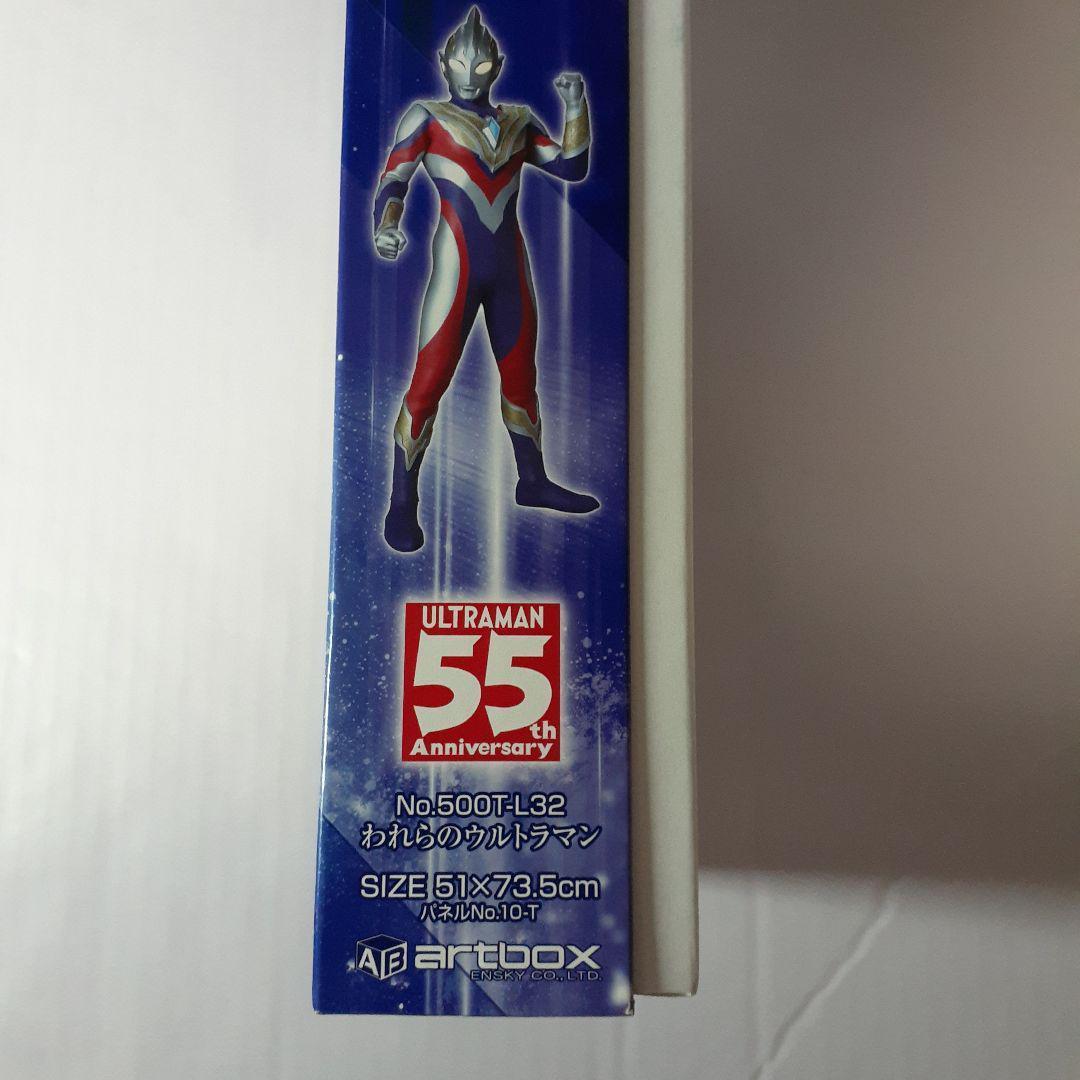 ULTRAMAN
55th
Anniversary
No.500T-L32
われらのウルトラマン
SIZE 51×73.5cm
パネルNo.10-T
AB artbox
ENSKY CO., LTD.